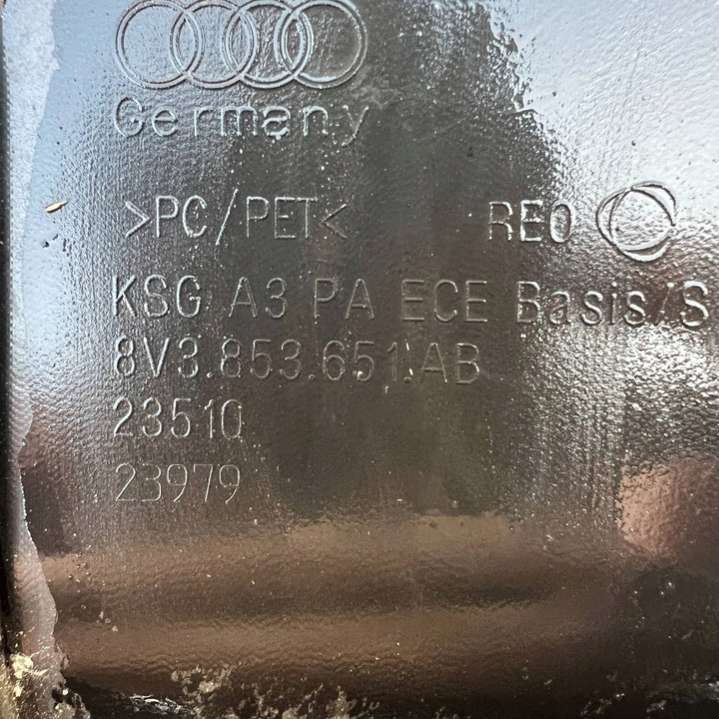 Germany
>PC/PET< REO
KSG A3 PA ECE Basis/S
8V3.853.651.AB
23510
23979